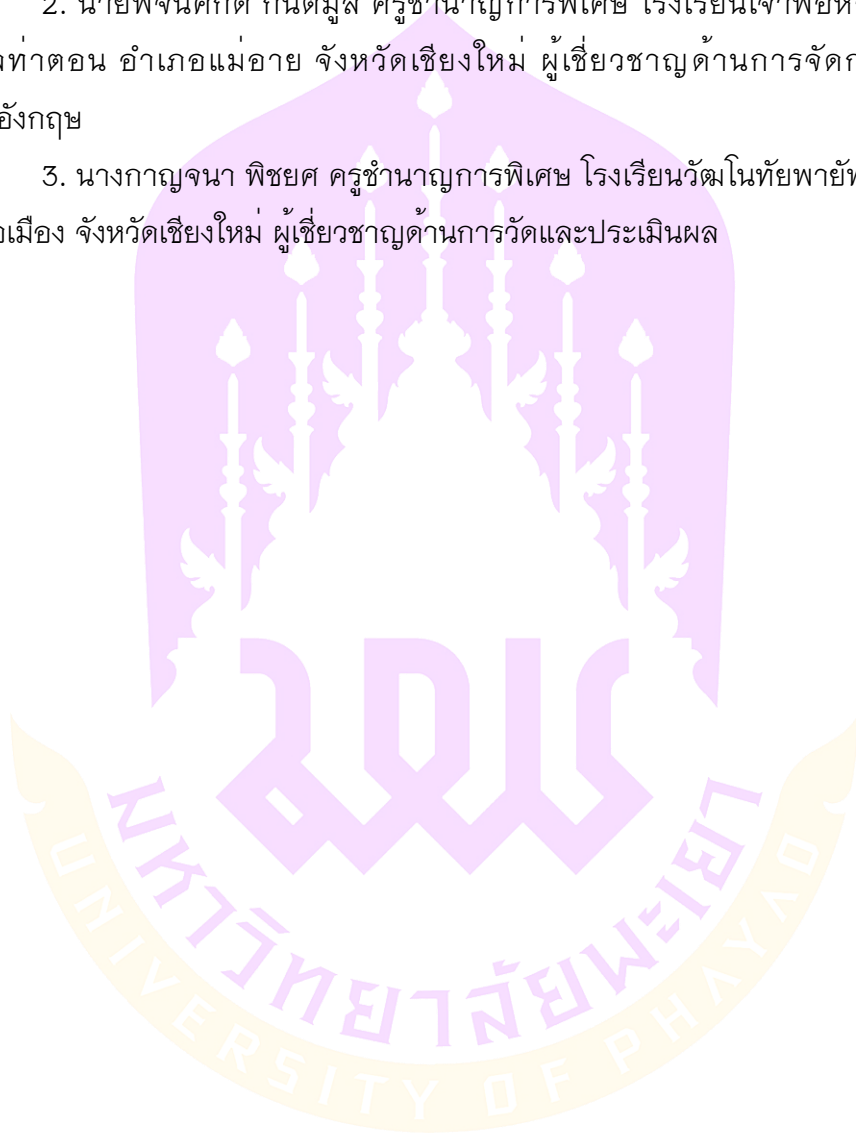 2. นายพจนศักดิ์ กันติมูล ครูชำนาญการพิเศษ โรงเรียนเจ้าพ่อห
ลท่าตอน อำเภอแม่อาย จังหวัดเชียงใหม่ ผู้เชี่ยวชาญด้านการจัดก
อังกฤษ
3. นางกาญจนา พิชยศ ครูชำนาญการพิเศษ โรงเรียนวัฒโนทัยพายัพ
อเมือง จังหวัดเชียงใหม่ ผู้เชี่ยวชาญด้านการวัดและประเมินผล
มหาวิทยาลัยพะเยา
UNIVERSITY OF PHAYAO